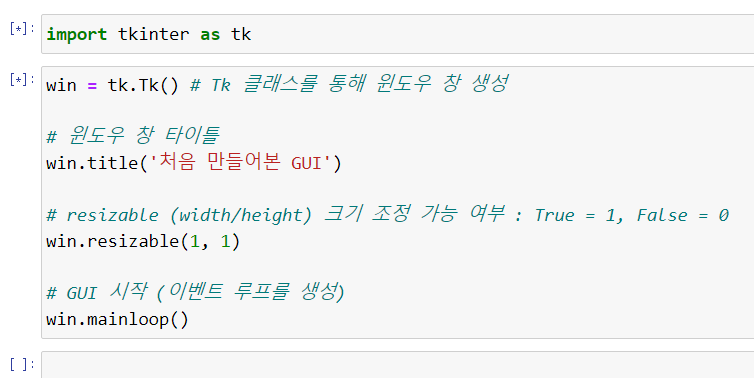 [*]: import tkinter as tk
[*]: win = tk.Tk() # Tk 클래스를 통해 윈도우 창 생성
# 윈도우 창 타이틀
win.title('처음 만들어본 GUI')
# resizable (width/height) 크기 조정 가능 여부 : True = 1, False = 0
win.resizable(1, 1)
# GUI 시작 (이벤트 루프를 생성)
win.mainloop()
[ ]: